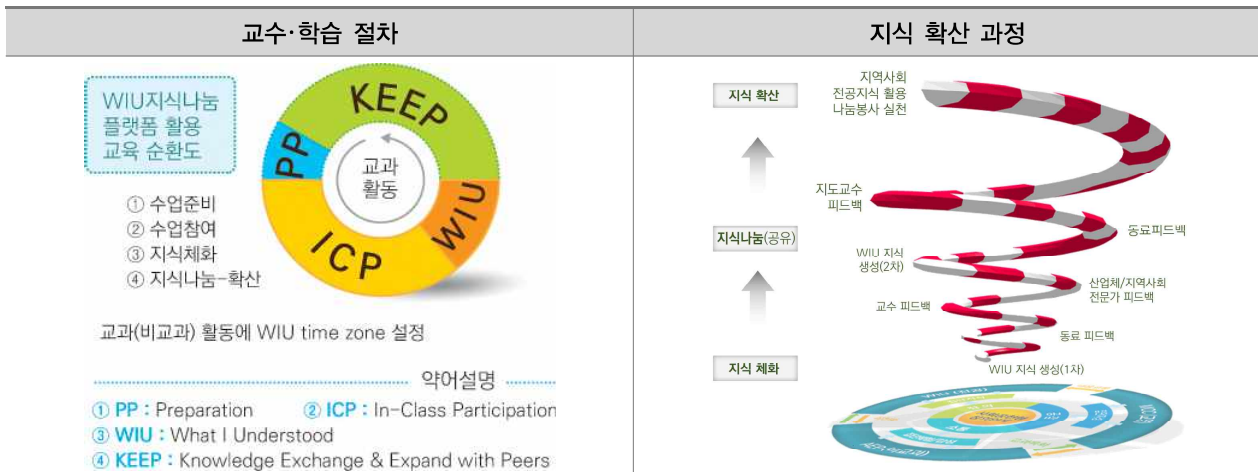 교수·학습 절차
WIU지식나눔
플랫폼 활용
교육 순환도
KEEP
PP
ICP
WIU
교과
활동
① 수업준비
② 수업참여
③ 지식체화
④ 지식나눔-확산
교과(비교과) 활동에 WIU time zone 설정
약어설명
① PP : Preparation ② ICP : In-Class Participation
③ WIU : What I Understood
④ KEEP : Knowledge Exchange & Expand with Peers
지식 확산 과정
지식 확산
지역사회
전공지식 활용
나눔봉사 실천
지도교수
피드백
동료피드백
지식나눔(공유)
WIU 지식
생성(2차)
산업체/지역사회
전문가 피드백
교수 피드백
동료 피드백
지식 체화
WIU 지식 생성(1차)